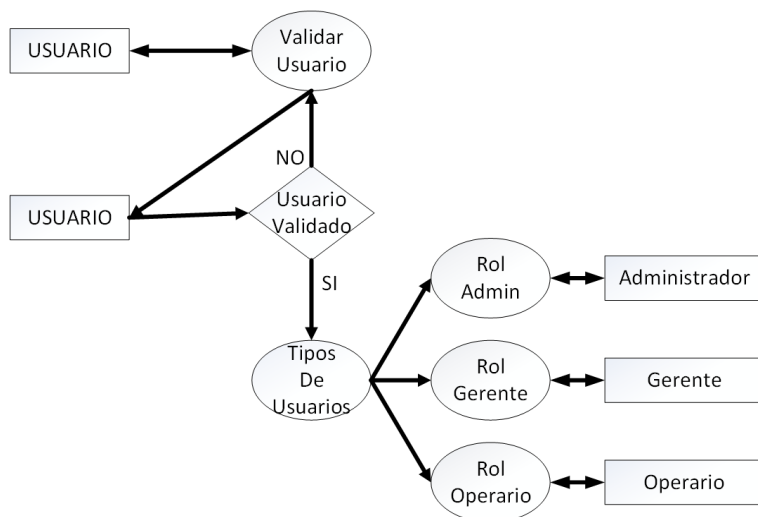 USUARIO
Validar
Usuario
NO
USUARIO
Usuario
Validado
SI
Rol
Admin
Administrador
Tipos
De
Usuarios
Rol
Gerente
Gerente
Rol
Operario
Operario